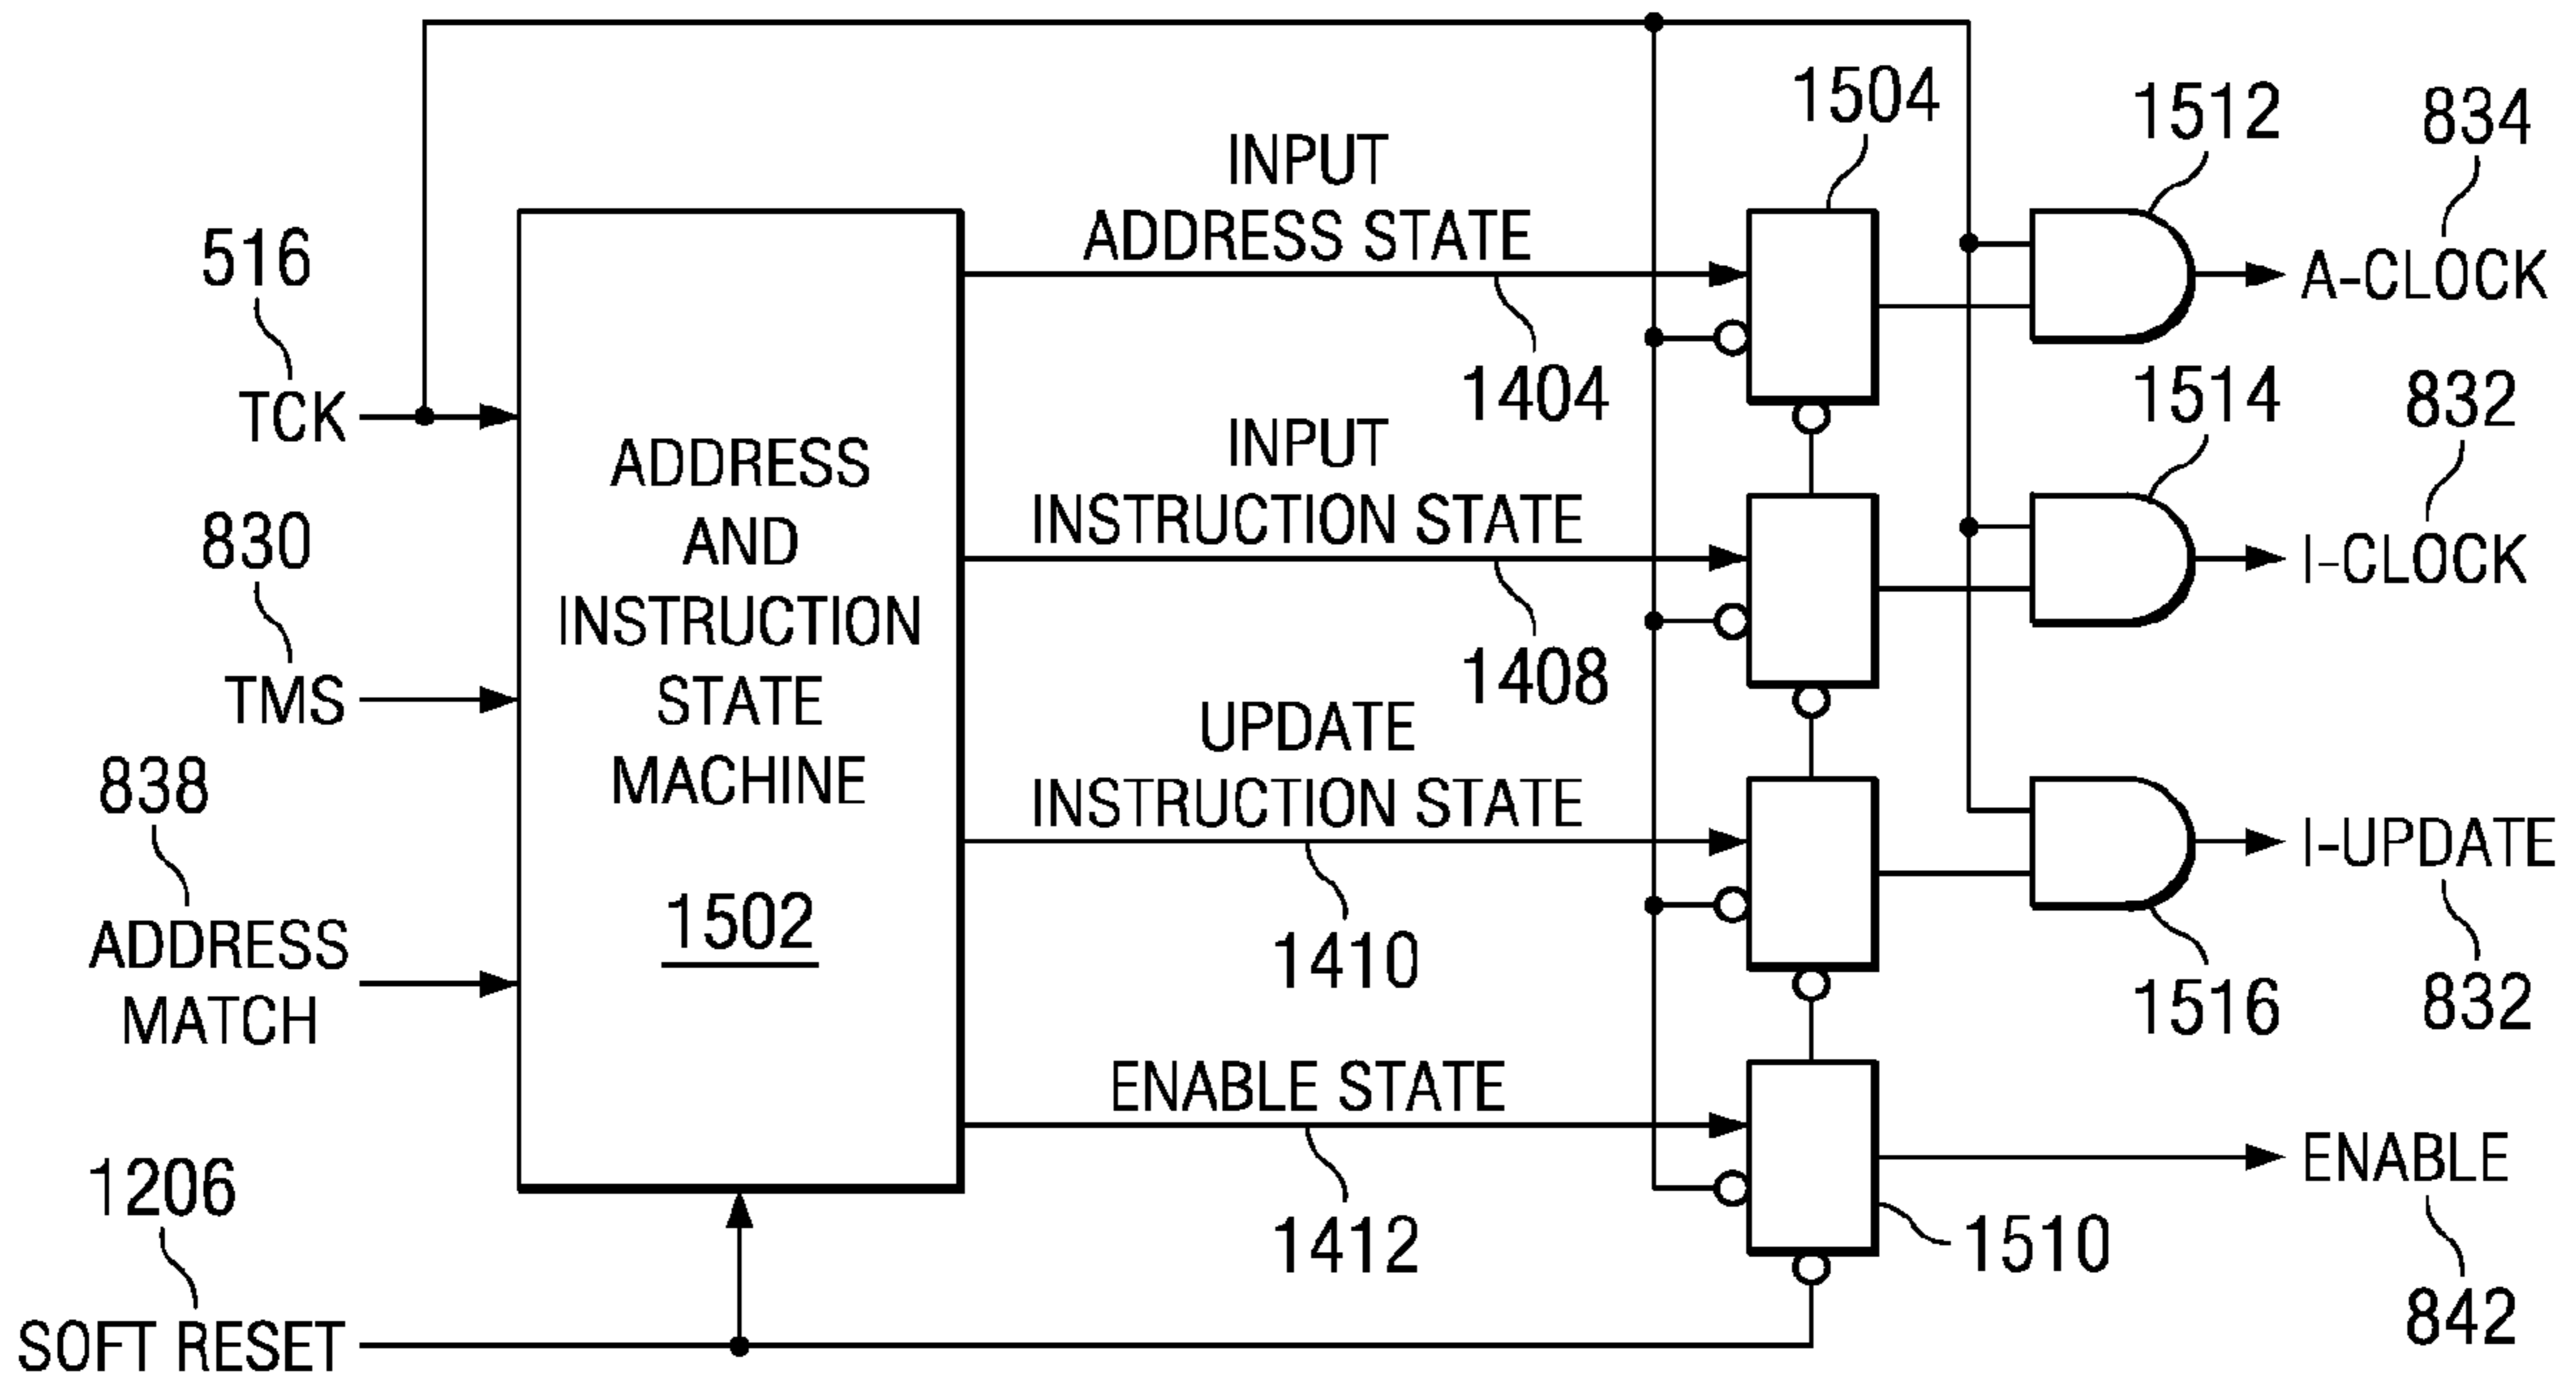 1504
1512
834
INPUT
ADDRESS STATE
A-CLOCK
516
TCK
1404
1514
832
INPUT
INSTRUCTION STATE
I-CLOCK
ADDRESS
AND
INSTRUCTION
STATE
MACHINE
1502
830
TMS
1408
UPDATE
INSTRUCTION STATE
I-UPDATE
838
ADDRESS
MATCH
1410
1516
832
ENABLE STATE
ENABLE
1206
SOFT RESET
1412
1510
842